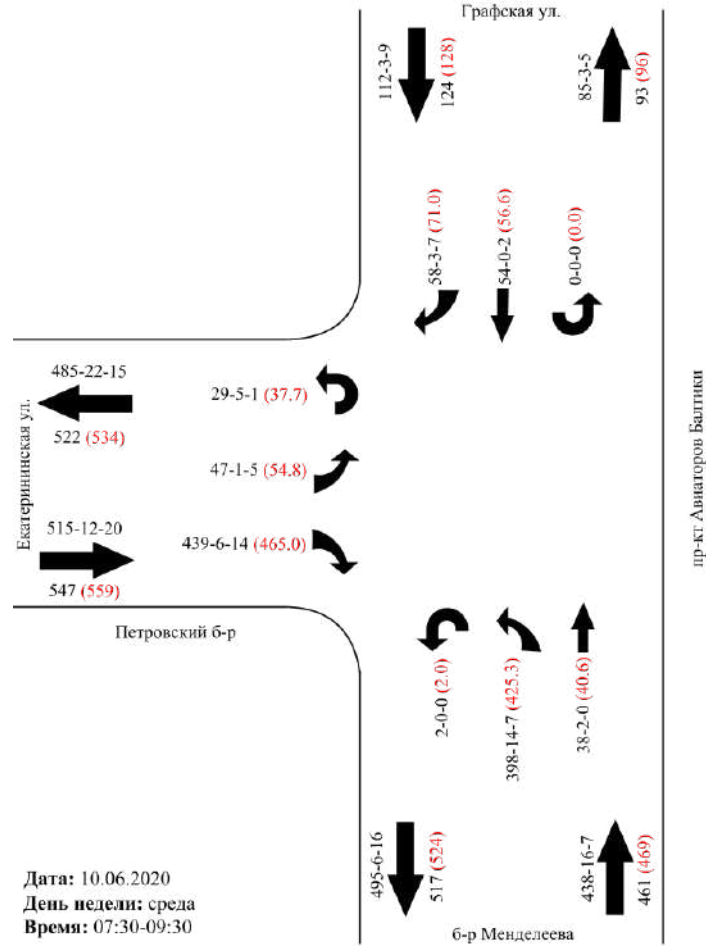 Графская ул.
112-3-9
124 (128)
85-3-5
93 (96)
58-3-7 (71.0)
54-0-2 (56.6)
0-0-0 (0.0)
485-22-15
522 (534)
29-5-1 (37.7)
47-1-5 (54.8)
439-6-14 (465.0)
Екатерининская ул.
515-12-20
547 (559)
Петровский б-р
пр-кт Авиаторов Балтики
2-0-0 (2.0)
398-14-7 (425.3)
38-2-0 (40.6)
495-6-16
517 (524)
438-16-7
461 (469)
Дата: 10.06.2020
День недели: среда
Время: 07:30-09:30
б-р Менделеева